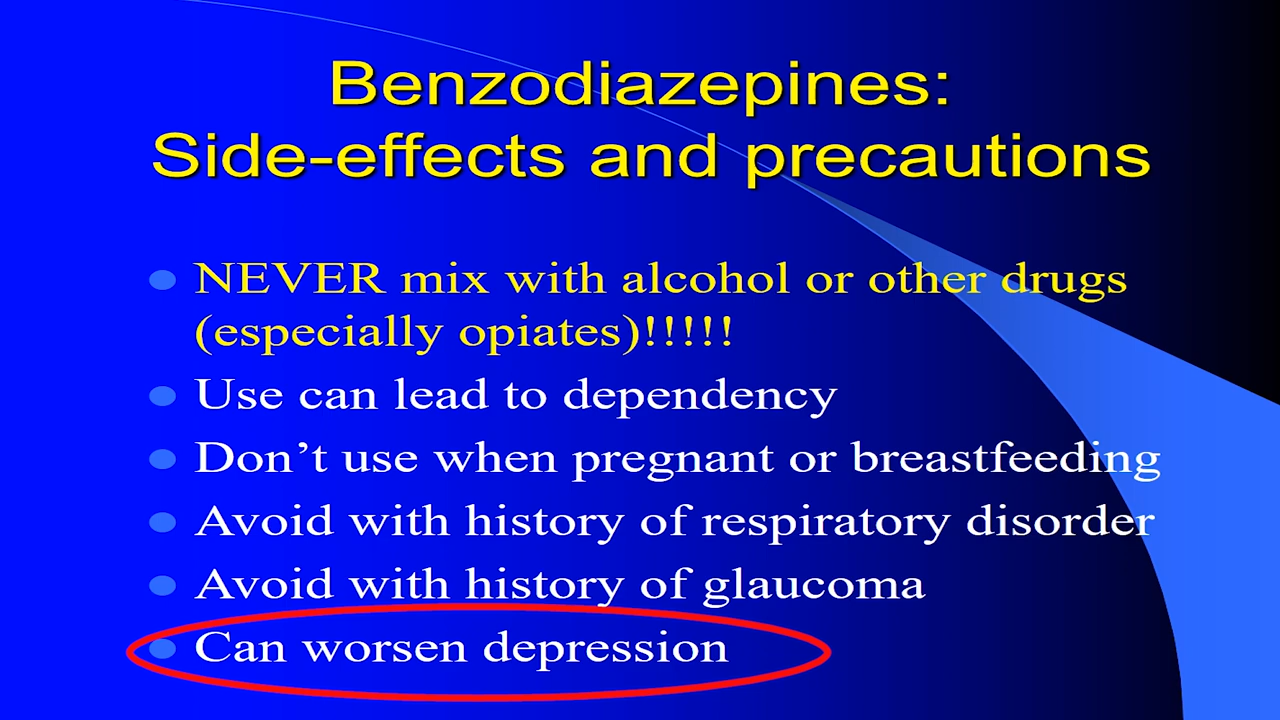 Benzodiazepines:
Side-effects and precautions
NEVER mix with alcohol or other drugs
(especially opiates)!!!!!
Use can lead to dependency
Don’t use when pregnant or breastfeeding
Avoid with history of respiratory disorder
Avoid with history of glaucoma
Can worsen depression